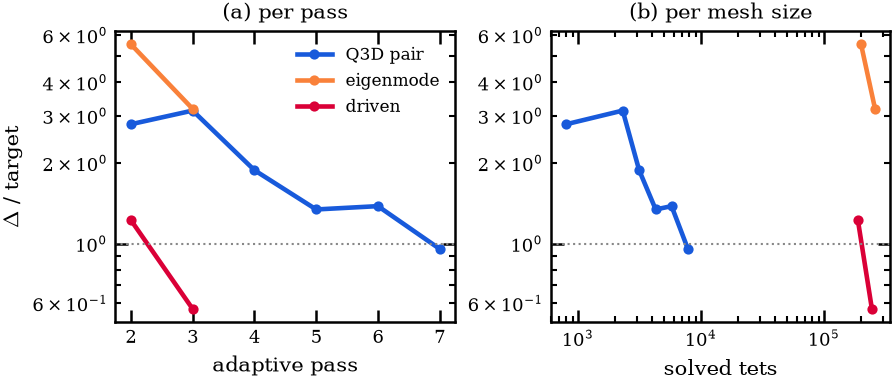 (a) per pass
(b) per mesh size
Δ / target
6 × 10⁰
4 × 10⁰
3 × 10⁰
2 × 10⁰
10⁰
6 × 10⁻¹
Q3D pair
eigenmode
driven
2 3 4 5 6 7
adaptive pass
6 × 10⁰
4 × 10⁰
3 × 10⁰
2 × 10⁰
10⁰
6 × 10⁻¹
10³ 10⁴ 10⁵
solved tets